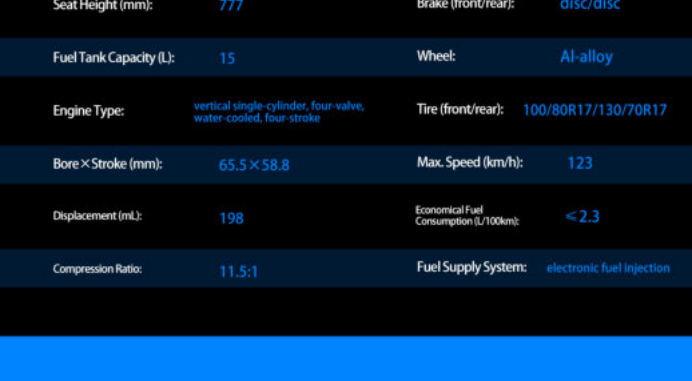 Seat Height (mm): 777 Brake (front/rear): disc/disc
Fuel Tank Capacity (L): 15 Wheel: Al-alloy
Engine Type: vertical single-cylinder, four-valve,
water-cooled, four-stroke
Tire (front/rear): 100/80R17/130/70R17
Bore×Stroke (mm): 65.5×58.8 Max. Speed (km/h): 123
Displacement (mL): 198 Economical Fuel
Consumption (L/100km): ≤2.3
Compression Ratio: 11.5:1 Fuel Supply System: electronic fuel injection